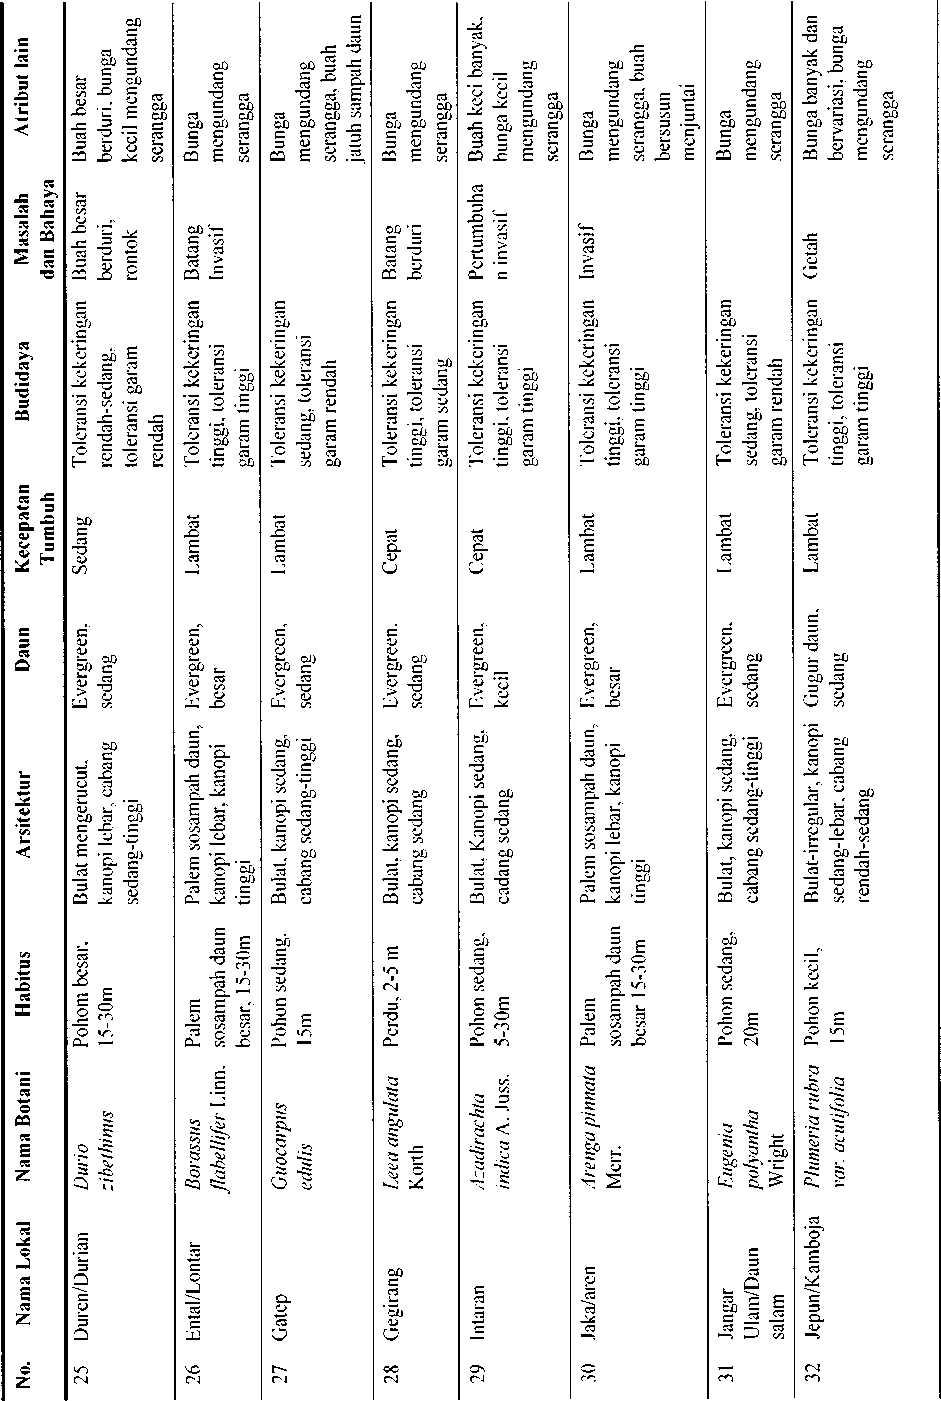 No. Nama Lokal Nama Botani Habitus Arsitektur Daun Kecepatan Tumbuh Budidaya Masalah dan Bahaya Atribut lain
25 Duren/Durian Durio Pohom besar, Bulat mengerucut, Evergreen, Sedang Toleransi kekeringan Buah besar Buah besar
zibethinus 15-30m kanopi lebar, cabang sedang rendah-sedang, berduri, berduri, bunga
sedang-tinggi toleransi garam rontok kecil mengundang
rendah serangga
26 Ental/Lontar Borassus Palem Palem sosampah daun, Evergreen, Lambat Toleransi kekeringan Batang Bunga
flabellifer Linn. sosampah daun kanopi lebar, kanopi besar tinggi, toleransi Invasif mengundang
besar, 15-30m tinggi garam tinggi serangga
27 Gatep Guocarpus Pohon sedang, Bulat, kanopi sedang, Evergreen, Lambat Toleransi kekeringan Bunga
edulis 15m cabang sedang-tinggi sedang sedang, toleransi mengundang
garam rendah serangga, buah
jatuh sampah daun
28 Gegirang Leea angulata Perdu, 2-5 m Bulat, kanopi sedang, Evergreen, Cepat Toleransi kekeringan Batang Bunga
Korth cabung sedang sedang tinggi, toleransi berduri mengundang
garam sedang serangga
29 Intaran Azadirachta Pohon sedang, Bulat, Kanopi sedang, Evergreen, Cepat Toleransi kekeringan Pertumbuha Buah keci banyak,
indica A. Juss. 5-30m cadang sedang kecil tinggi, toleransi n invasif bunga kecil
garam tinggi mengundang
serangga
30 Jaka/aren Arenga pinnata Palem Palem sosampah daun, Evergreen, Lambat Toleransi kekeringan Invasif Bunga
Merr. sosampah daun kanopi lebar, kanopi besar tinggi, toleransi mengundang
besar 15-30m tinggi garam tinggi serangga, buah
bersusun
menjuntai
31 Jangar Eugenia Pohon sedang, Bulat, kanopi sedang, Evergreen, Lambat Toleransi kekeringan Bunga
Ulam/Daun polyantha 20m cabang sedang-tinggi sedang sedang, toleransi mengundang
salam Wright garam rendah serangga
32 Jepun/Kamboja Plumeria rubra Pohon kecil, Bulat-irregular, kanopi Gugur daun, Lambat Toleransi kekeringan Getah Bunga banyak dan
var. acutifolia 15m sedang-lebar, cabang sedang tinggi, toleransi bervariasi, bunga
rendah-sedang garam tinggi mengundang
serangga